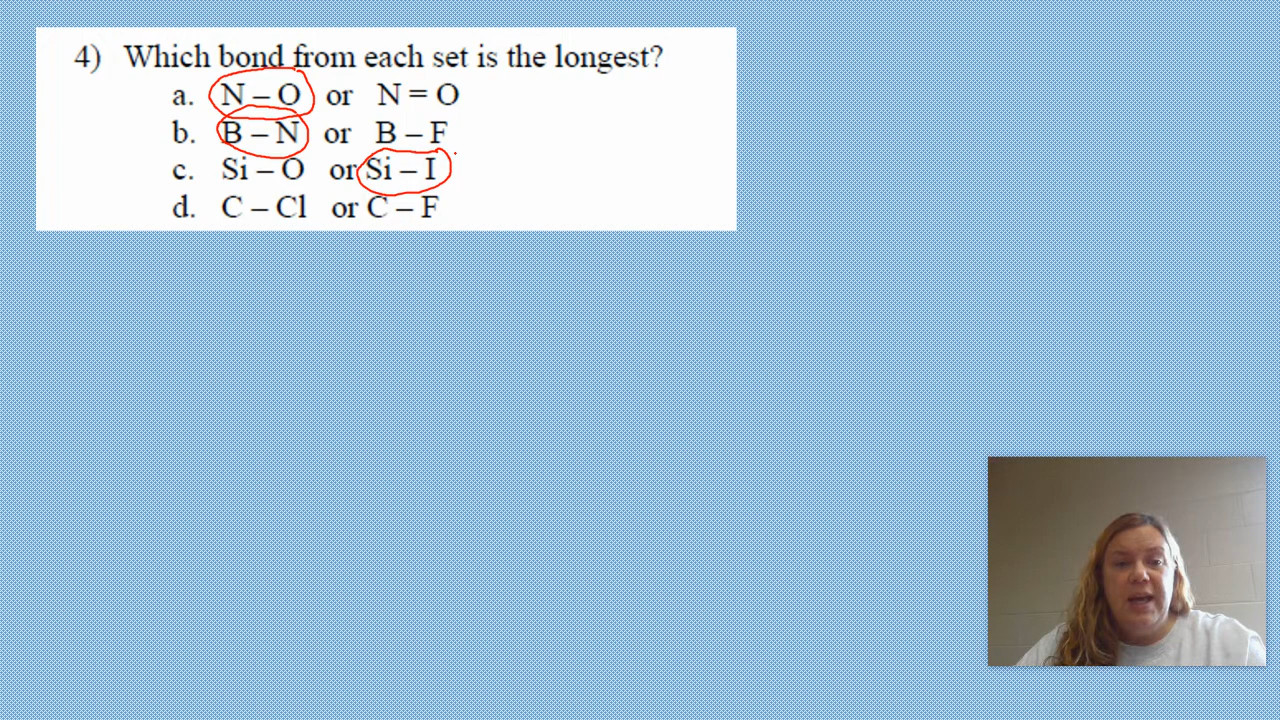 4) Which bond from each set is the longest?
a. N – O or N = O
b. B – N or B – F
c. Si – O or Si – I
d. C – Cl or C – F